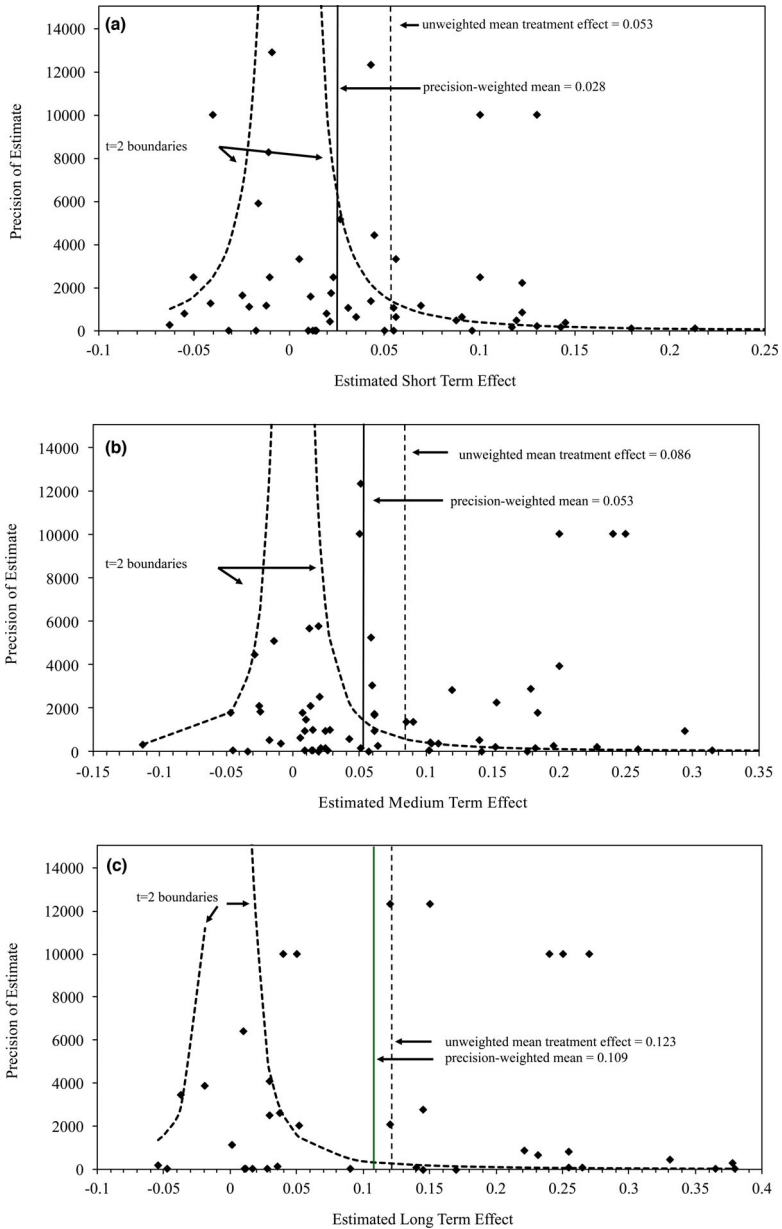 (a)
14000
12000
10000
8000
6000
4000
2000
0
Precision of Estimate
unweighted mean treatment effect = 0.053
precision-weighted mean = 0.028
t=2 boundaries
-0.1 -0.05 0 0.05 0.1 0.15 0.2 0.25
Estimated Short Term Effect
(b)
14000
12000
10000
8000
6000
4000
2000
0
Precision of Estimate
unweighted mean treatment effect = 0.086
precision-weighted mean = 0.053
t=2 boundaries
-0.15 -0.1 -0.05 0 0.05 0.1 0.15 0.2 0.25 0.3 0.35
Estimated Medium Term Effect
(c)
14000
12000
10000
8000
6000
4000
2000
0
Precision of Estimate
t=2 boundaries
unweighted mean treatment effect = 0.123
precision-weighted mean = 0.109
-0.1 -0.05 0 0.05 0.1 0.15 0.2 0.25 0.3 0.35 0.4
Estimated Long Term Effect